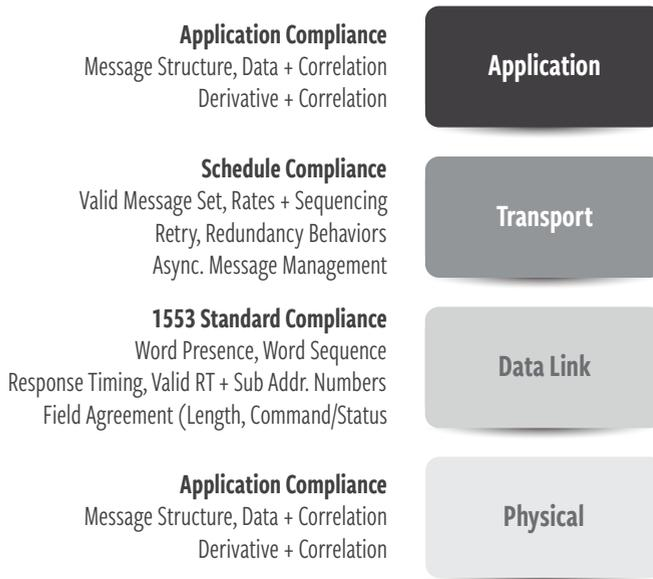 Application Compliance
Message Structure, Data + Correlation
Derivative + Correlation
Application
Schedule Compliance
Valid Message Set, Rates + Sequencing
Retry, Redundancy Behaviors
Async. Message Management
Transport
1553 Standard Compliance
Word Presence, Word Sequence
Response Timing, Valid RT + Sub Addr. Numbers
Field Agreement (Length, Command/Status
Data Link
Application Compliance
Message Structure, Data + Correlation
Derivative + Correlation
Physical